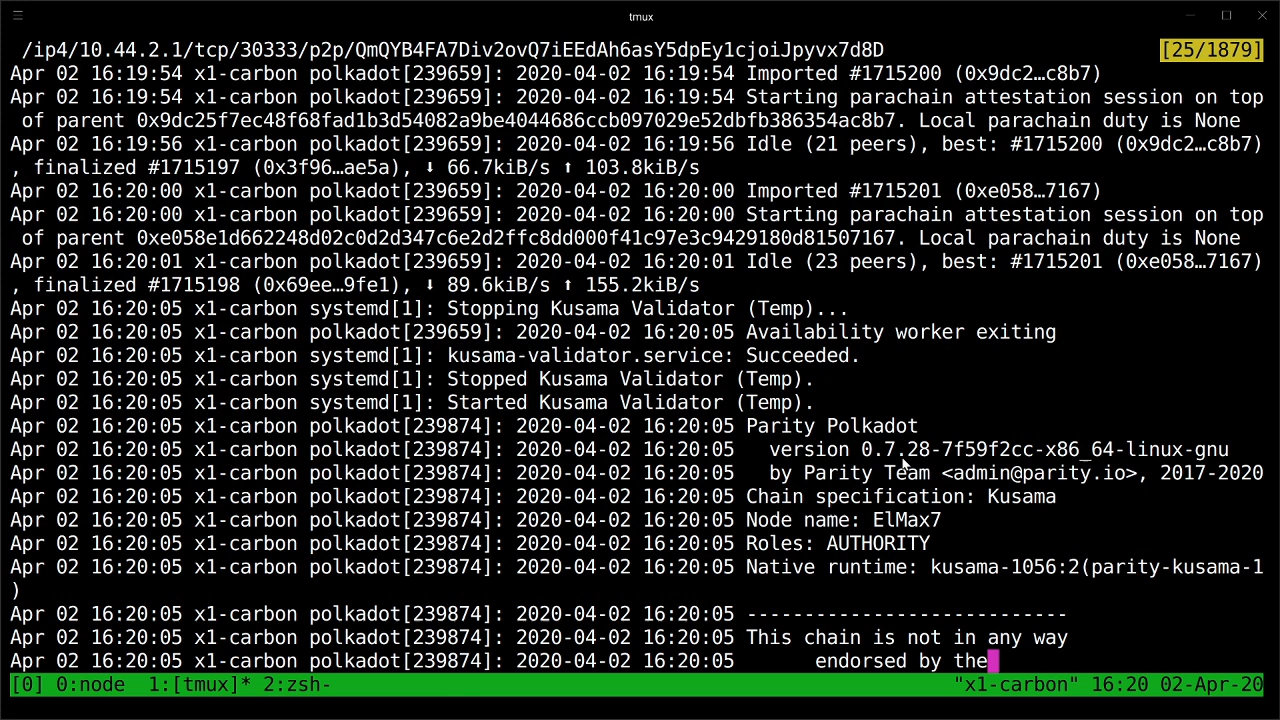 tmux
/ip4/10.44.2.1/tcp/30333/p2p/QmQYB4FA7Div2ovQ7iEEdAh6asY5dpEy1cjoiJpyvx7d8D [25/1879]
Apr 02 16:19:54 x1-carbon polkadot[239659]: 2020-04-02 16:19:54 Imported #1715200 (0x9dc2…c8b7)
Apr 02 16:19:54 x1-carbon polkadot[239659]: 2020-04-02 16:19:54 Starting parachain attestation session on top
of parent 0x9dc25f7ec48f68fad1b3d54082a9be4044686ccb097029e52dbfb386354ac8b7. Local parachain duty is None
Apr 02 16:19:56 x1-carbon polkadot[239659]: 2020-04-02 16:19:56 Idle (21 peers), best: #1715200 (0x9dc2…c8b7)
, finalized #1715197 (0x3f96…ae5a), ⬇ 66.7kiB/s ⬆ 103.8kiB/s
Apr 02 16:20:00 x1-carbon polkadot[239659]: 2020-04-02 16:20:00 Imported #1715201 (0xe058…7167)
Apr 02 16:20:00 x1-carbon polkadot[239659]: 2020-04-02 16:20:00 Starting parachain attestation session on top
of parent 0xe058e1d662248d02c0d2d347c6e2d2ffc8dd000f41c97e3c9429180d81507167. Local parachain duty is None
Apr 02 16:20:01 x1-carbon polkadot[239659]: 2020-04-02 16:20:01 Idle (23 peers), best: #1715201 (0xe058…7167)
, finalized #1715198 (0x69ee…9fe1), ⬇ 89.6kiB/s ⬆ 155.2kiB/s
Apr 02 16:20:05 x1-carbon systemd[1]: Stopping Kusama Validator (Temp)...
Apr 02 16:20:05 x1-carbon polkadot[239659]: 2020-04-02 16:20:05 Availability worker exiting
Apr 02 16:20:05 x1-carbon systemd[1]: kusama-validator.service: Succeeded.
Apr 02 16:20:05 x1-carbon systemd[1]: Stopped Kusama Validator (Temp).
Apr 02 16:20:05 x1-carbon systemd[1]: Started Kusama Validator (Temp).
Apr 02 16:20:05 x1-carbon polkadot[239874]: 2020-04-02 16:20:05 Parity Polkadot
Apr 02 16:20:05 x1-carbon polkadot[239874]: 2020-04-02 16:20:05   version 0.7.28-7f59f2cc-x86_64-linux-gnu
Apr 02 16:20:05 x1-carbon polkadot[239874]: 2020-04-02 16:20:05   by Parity Team <admin@parity.io>, 2017-2020
Apr 02 16:20:05 x1-carbon polkadot[239874]: 2020-04-02 16:20:05 Chain specification: Kusama
Apr 02 16:20:05 x1-carbon polkadot[239874]: 2020-04-02 16:20:05 Node name: ElMax7
Apr 02 16:20:05 x1-carbon polkadot[239874]: 2020-04-02 16:20:05 Roles: AUTHORITY
Apr 02 16:20:05 x1-carbon polkadot[239874]: 2020-04-02 16:20:05 Native runtime: kusama-1056:2(parity-kusama-1
)
Apr 02 16:20:05 x1-carbon polkadot[239874]: 2020-04-02 16:20:05 ----------------------------
Apr 02 16:20:05 x1-carbon polkadot[239874]: 2020-04-02 16:20:05 This chain is not in any way
Apr 02 16:20:05 x1-carbon polkadot[239874]: 2020-04-02 16:20:05       endorsed by the
[0] 0:node  1:[tmux]* 2:zsh- "x1-carbon" 16:20 02-Apr-20